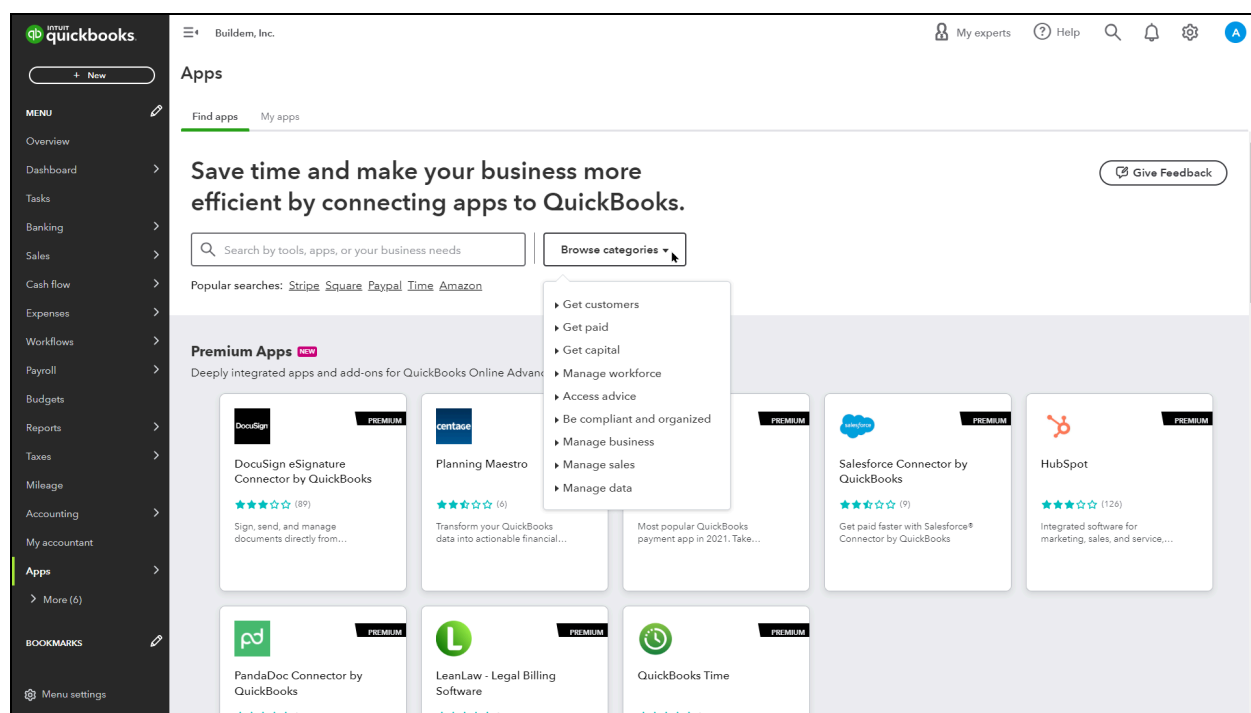 INTUIT
quickbooks
Buildem, Inc.
My experts
Help
A
+ New
MENU
Overview
Dashboard
Tasks
Banking
Sales
Cash flow
Expenses
Workflows
Payroll
Budgets
Reports
Taxes
Mileage
Accounting
My accountant
Apps
More (6)
BOOKMARKS
Menu settings
Apps
Find apps
My apps
Save time and make your business more
efficient by connecting apps to QuickBooks.
Give Feedback
Search by tools, apps, or your business needs
Browse categories
Popular searches: Stripe Square Paypal Time Amazon
Get customers
Get paid
Get capital
Manage workforce
Access advice
Be compliant and organized
Manage business
Manage sales
Manage data
Premium Apps NEW
Deeply integrated apps and add-ons for QuickBooks Online Advanc
DocuSign
PREMIUM
DocuSign eSignature
Connector by QuickBooks
(89)
Sign, send, and manage
documents directly from...
centage
Planning Maestro
(6)
Transform your QuickBooks
data into actionable financial...
PREMIUM
Most popular QuickBooks
payment app in 2021. Take...
salesforce
PREMIUM
Salesforce Connector by
QuickBooks
(9)
Get paid faster with Salesforce®
Connector by QuickBooks
PREMIUM
HubSpot
(126)
Integrated software for
marketing, sales, and service,...
pd
PREMIUM
PandaDoc Connector by
QuickBooks
L
PREMIUM
LeanLaw - Legal Billing
Software
PREMIUM
QuickBooks Time